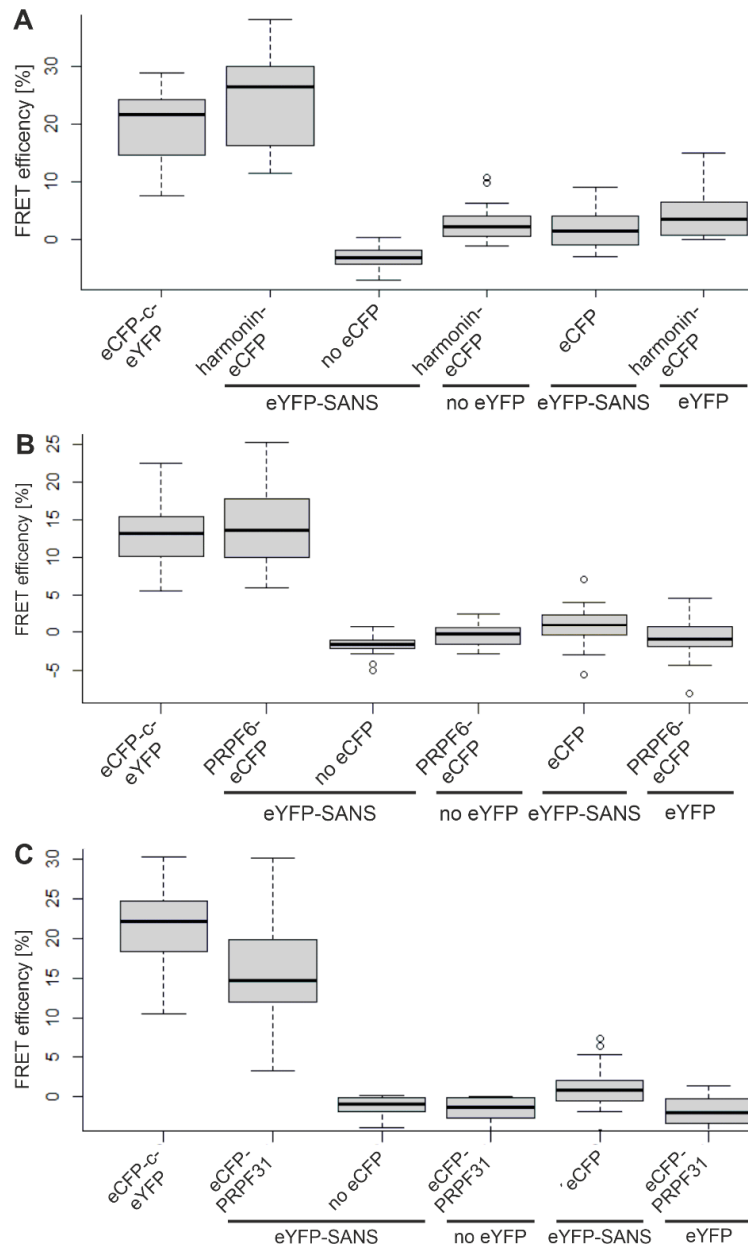 A
FRET efficency [%]
30
20
10
0
eCFP-c-
eYFP
harmonin-
eCFP
no eCFP
harmonin-
eCFP
eCFP
harmonin-
eCFP
eYFP-SANS
no eYFP
eYFP-SANS
eYFP
B
FRET efficency [%]
25
20
15
10
5
0
-5
eCFP-c-
eYFP
PRPF6-
eCFP
no eCFP
PRPF6-
eCFP
eCFP
PRPF6-
eCFP
eYFP-SANS
no eYFP
eYFP-SANS
eYFP
C
FRET efficency [%]
30
25
20
15
10
5
0
eCFP-c-
eYFP
eCFP-
PRPF31
no eCFP
eCFP-
PRPF31
eCFP
eCFP-
PRPF31
eYFP-SANS
no eYFP
eYFP-SANS
eYFP